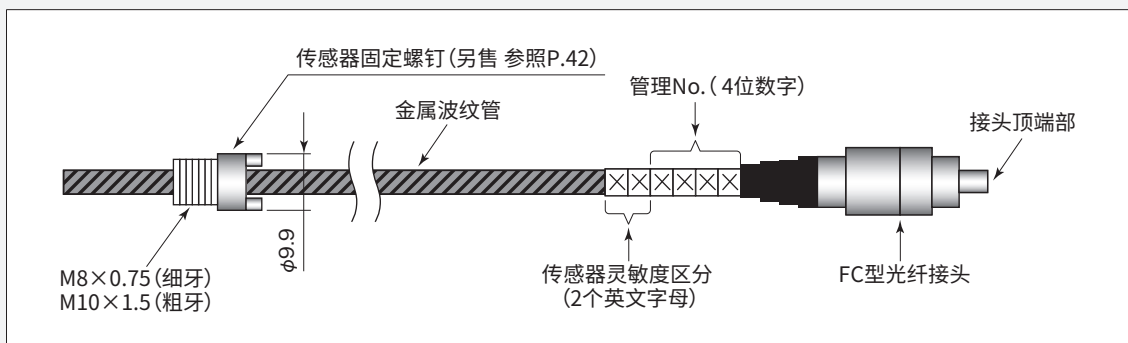 传感器固定螺钉(另售 参照P.42)
管理No.( 4位数字)
金属波纹管
接头顶端部
φ9.9
M8×0.75(细牙)
M10×1.5(粗牙)
传感器灵敏度区分
(2个英文字母)
FC型光纤接头